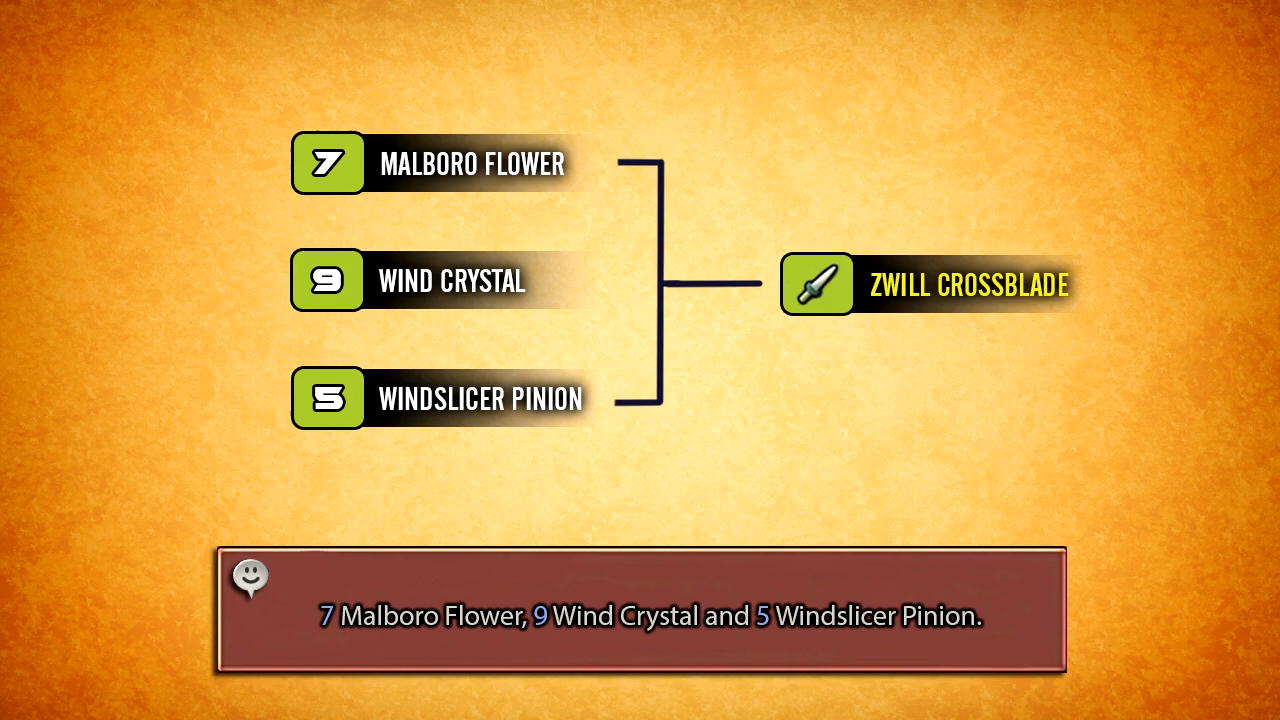 7 MALBORO FLOWER
9 WIND CRYSTAL
5 WINDSLICER PINION
ZWILL CROSSBLADE
7 Malboro Flower, 9 Wind Crystal and 5 Windslicer Pinion.